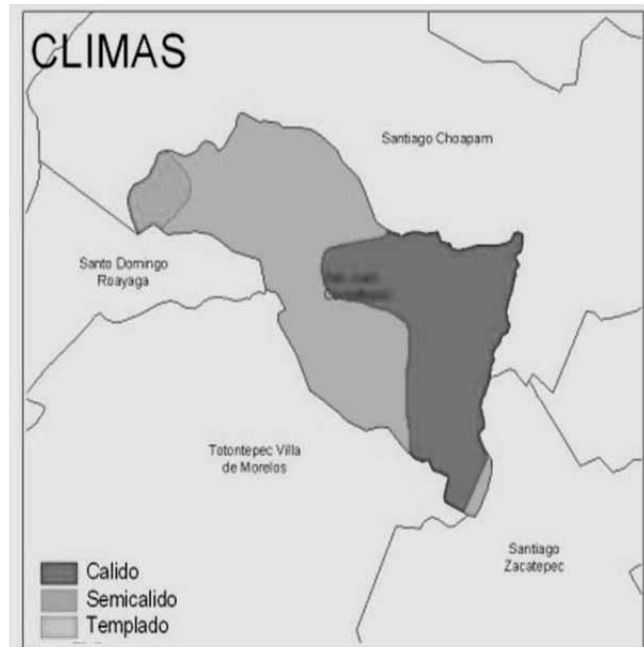 CLIMAS
Santiago Choapam
Santo Domingo
Roayaga
Totontepec Villa
de Morelos
Santiago
Zacatepec
Calido
Semicalido
Templado